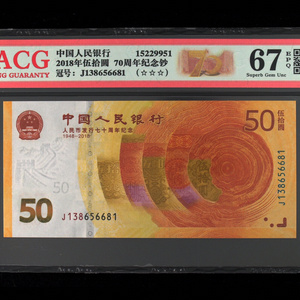 ACG
NG GUARANTY
中国人民银行 15229951
2018年伍拾圆 70周年纪念钞
冠号: J138656681 (☆☆☆)
67 EPQ
Superb Gem Unc
中国人民银行
人民币发行七十周年纪念
1948-2018
50
伍拾圆
50
50
J138656681
J138656681